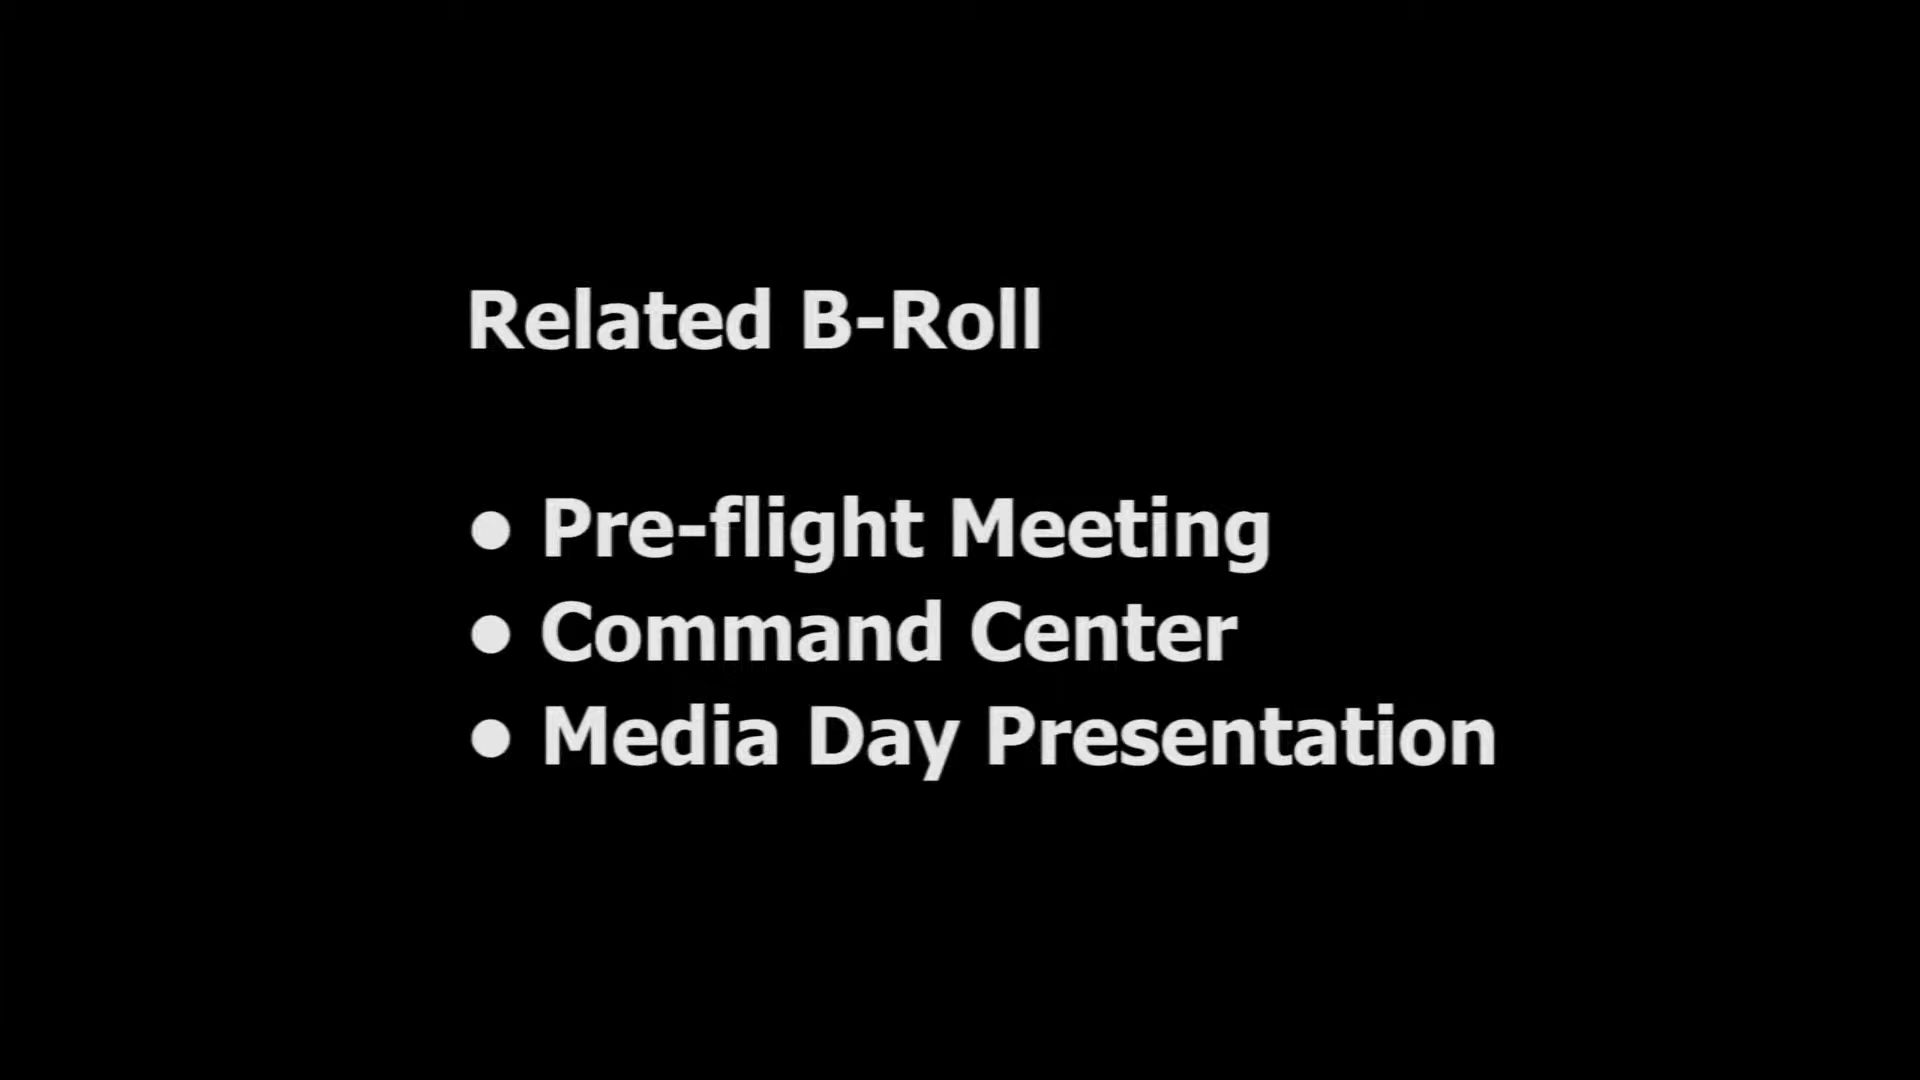 Related B-Roll
• Pre-flight Meeting
• Command Center
• Media Day Presentation